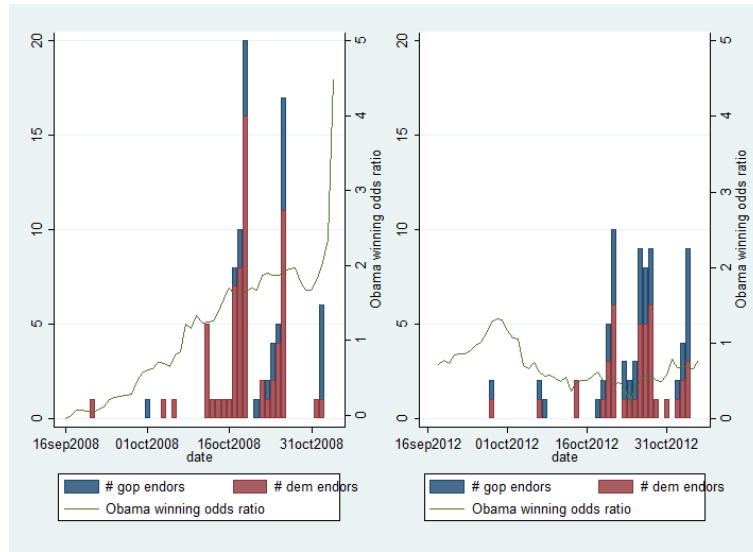 20
15
10
5
0
5
4
3
2
1
0
Obama winning odds ratio
16sep2008 01oct2008 16oct2008 31oct2008
date
# gop endors # dem endors
Obama winning odds ratio
20
15
10
5
0
5
4
3
2
1
0
Obama winning odds ratio
16sep2012 01oct2012 16oct2012 31oct2012
date
# gop endors # dem endors
Obama winning odds ratio